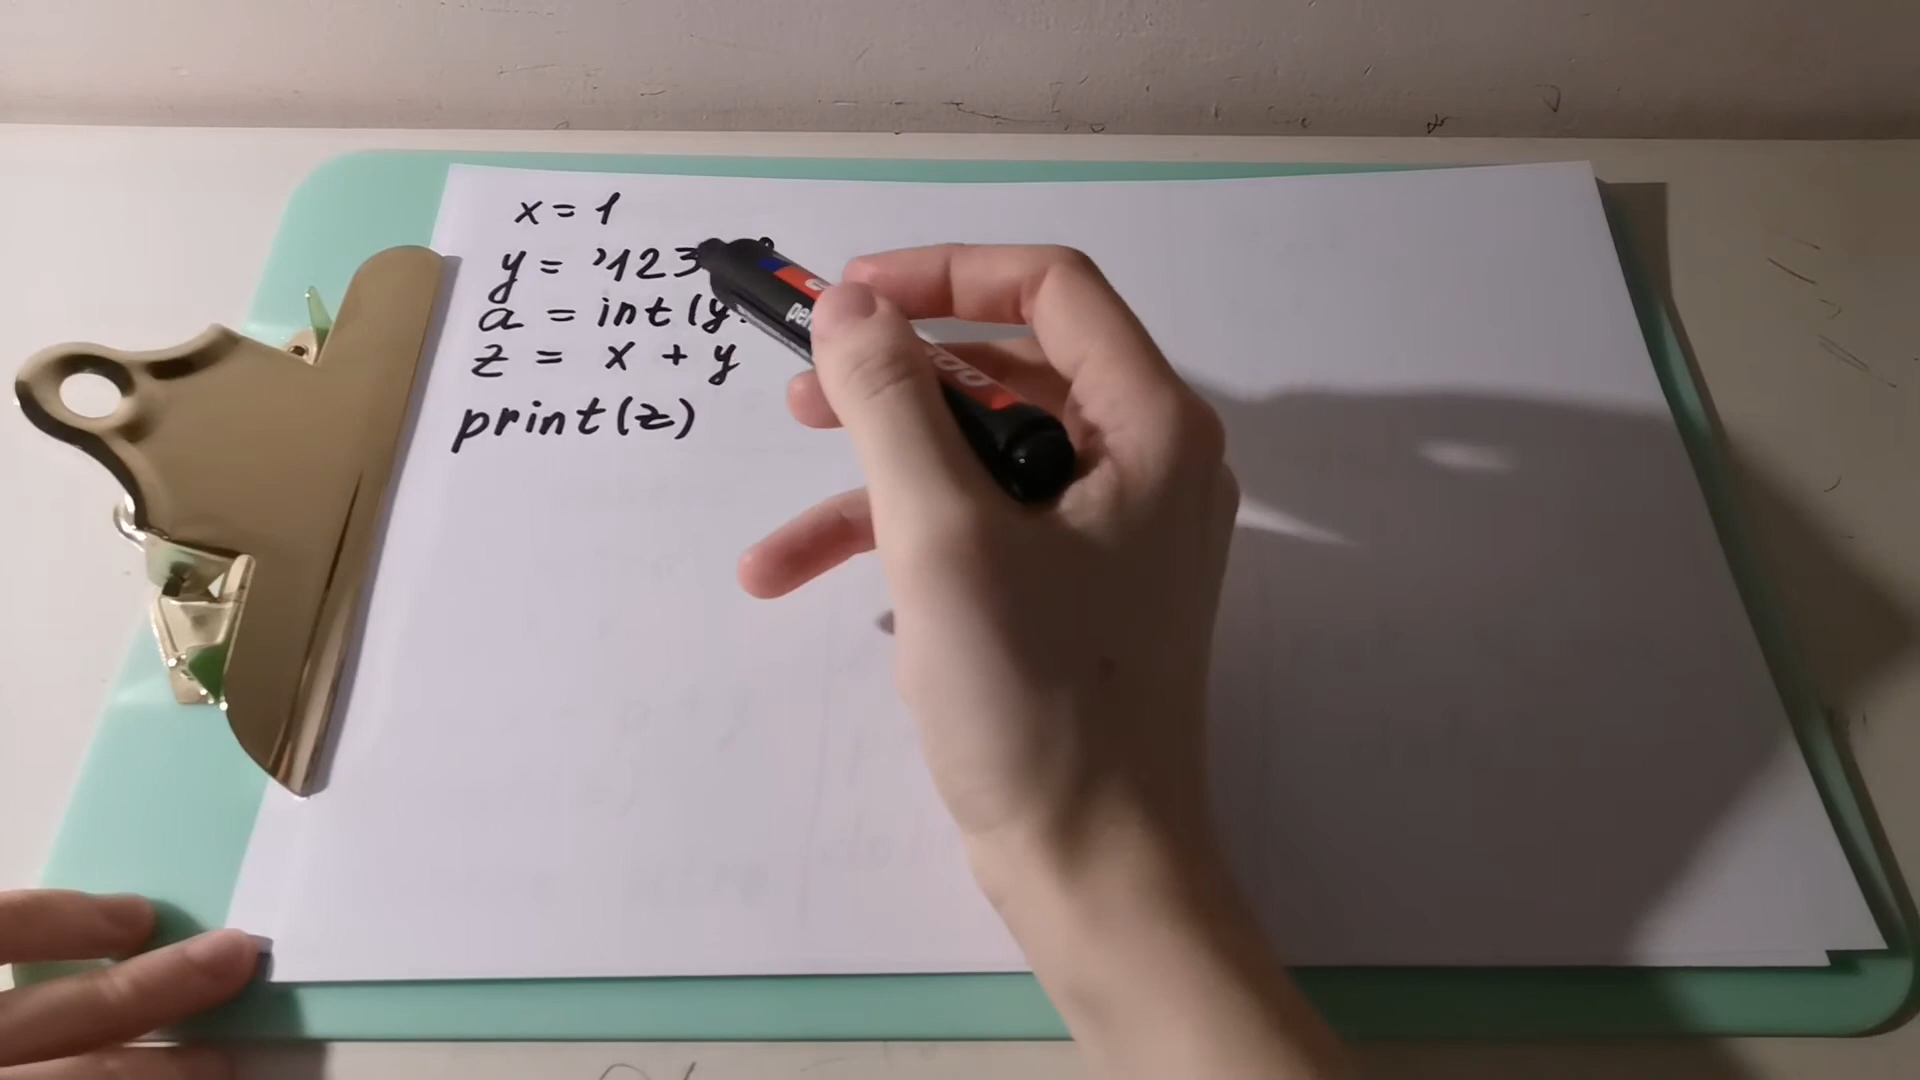 x = 1
y = '123
a = int(y
z = x + y
print(z)